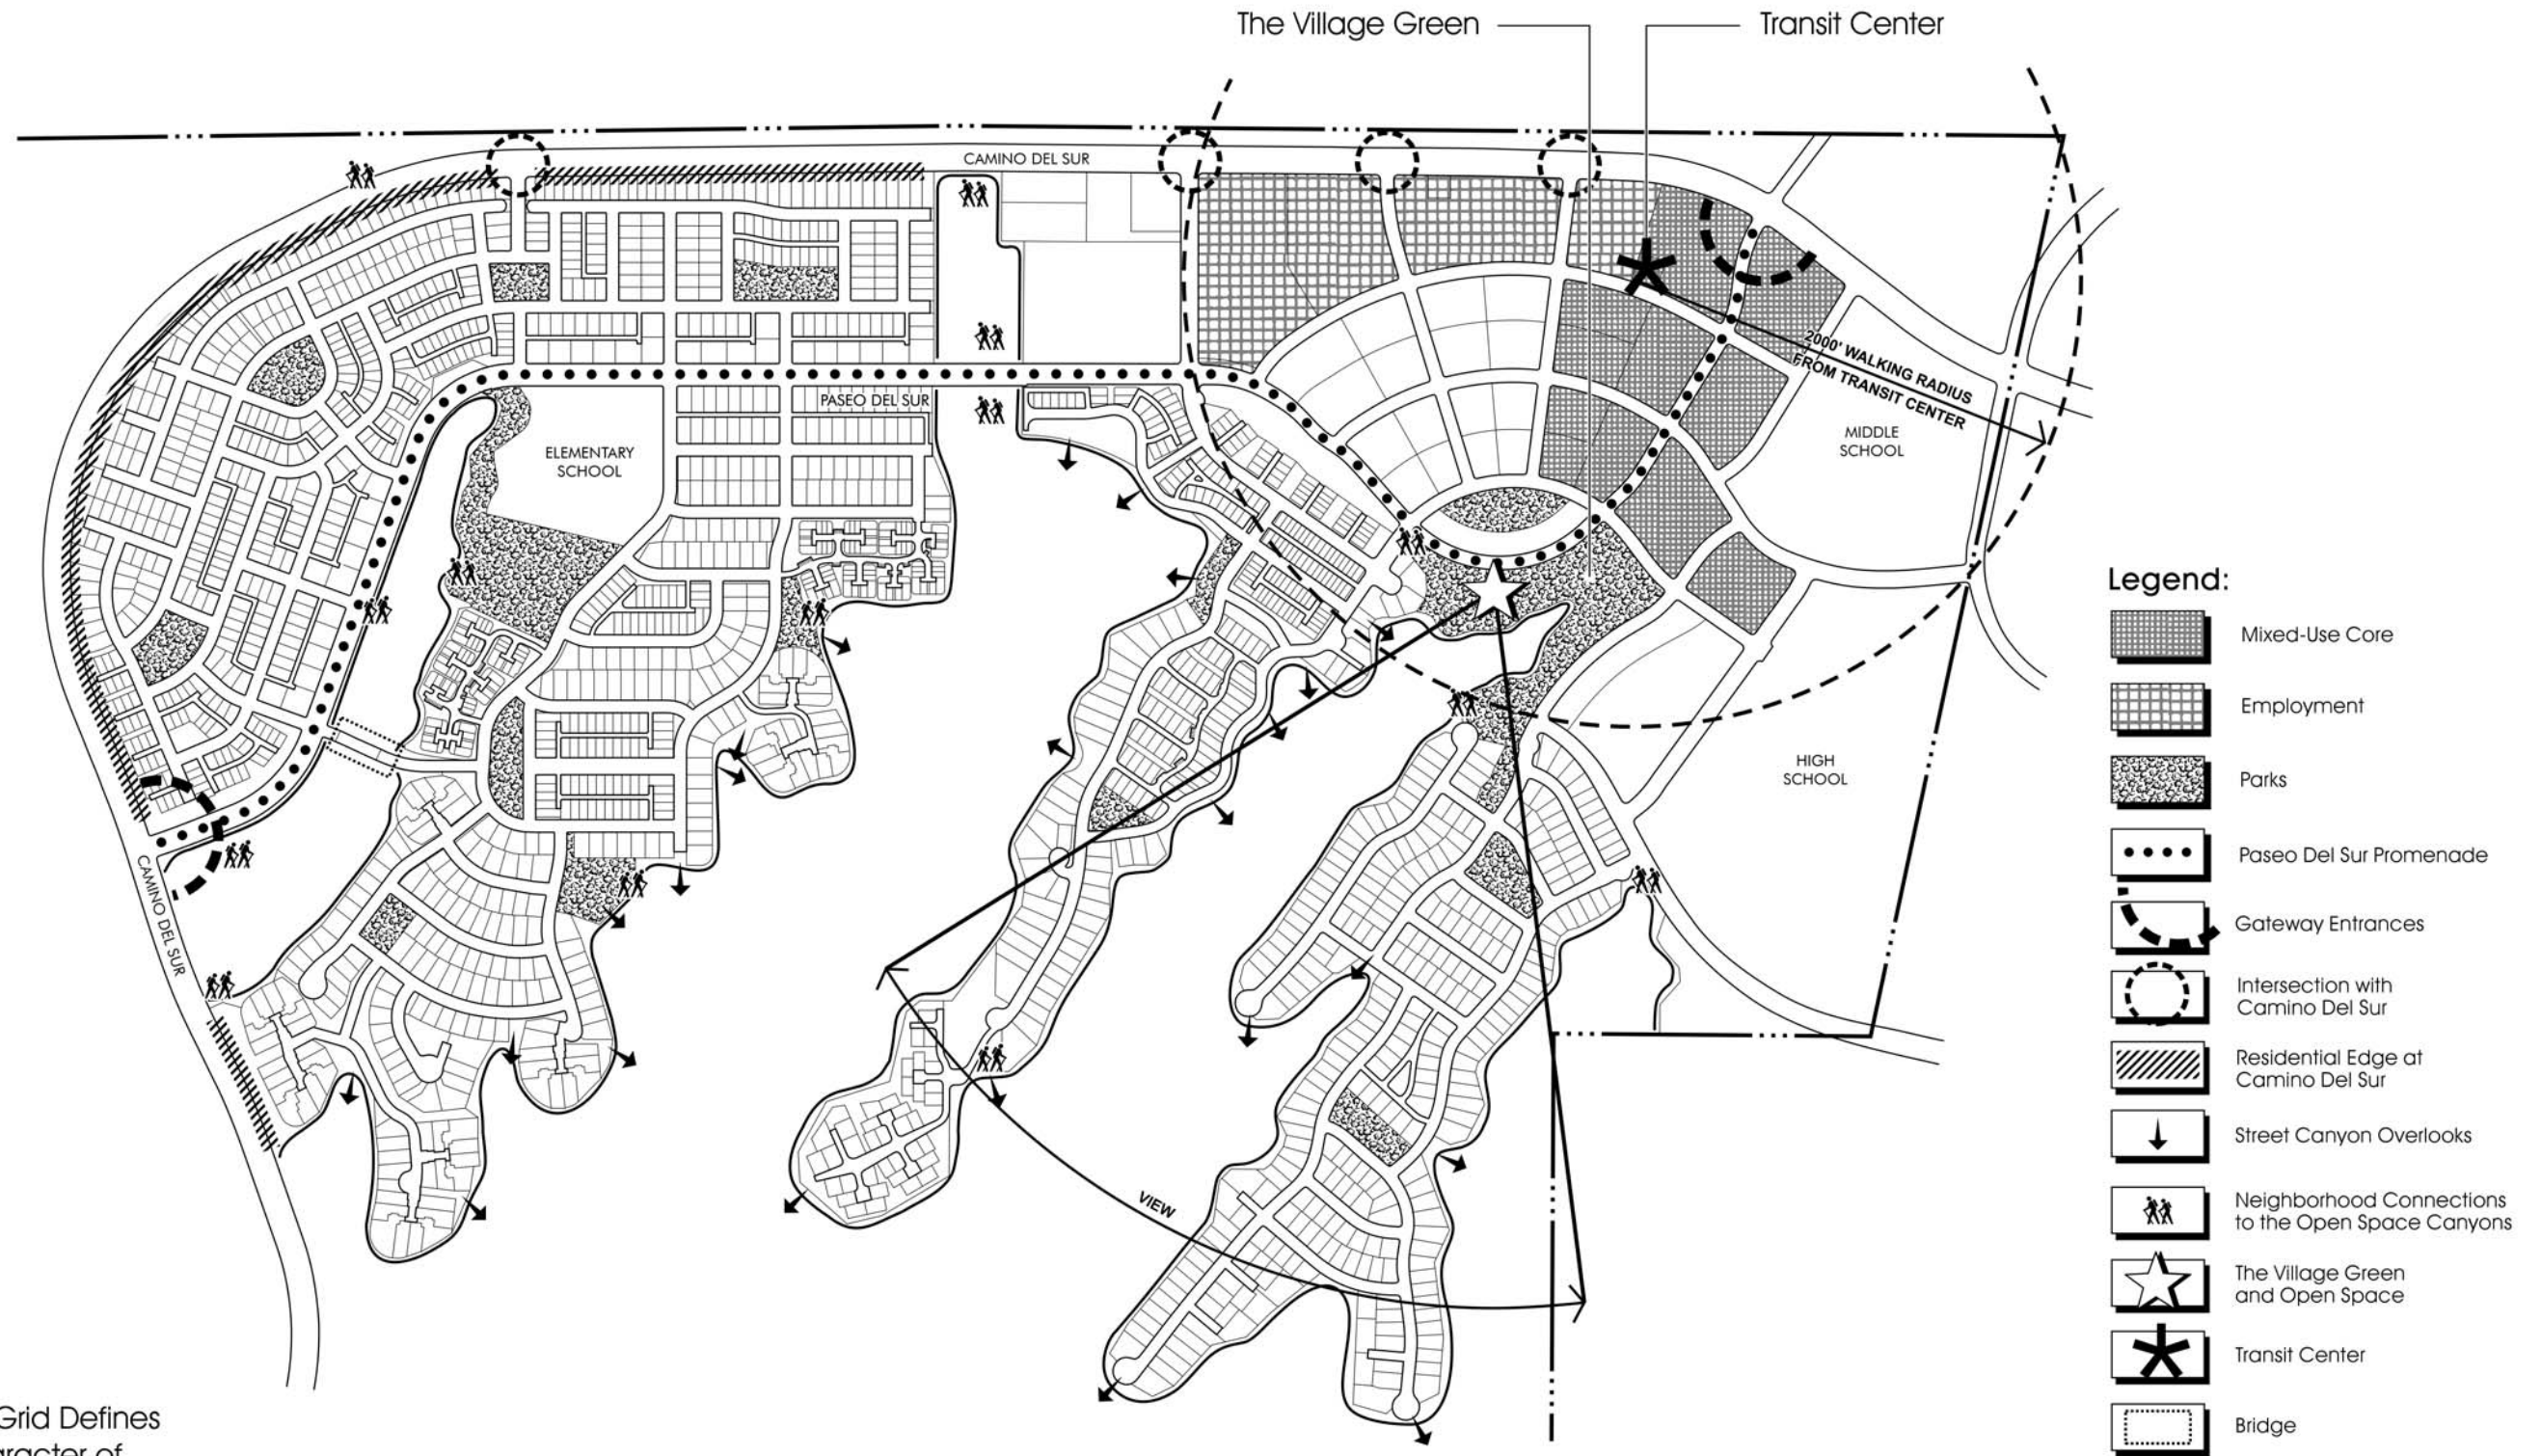 The Village Green
Transit Center
CAMINO DEL SUR
PASEO DEL SUR
ELEMENTARY
SCHOOL
2000' WALKING RADIUS
FROM TRANSIT CENTER
MIDDLE
SCHOOL
HIGH
SCHOOL
CAMINO DEL SUR
VIEW
Legend:
Mixed-Use Core
Employment
Parks
Paseo Del Sur Promenade
Gateway Entrances
Intersection with
Camino Del Sur
Residential Edge at
Camino Del Sur
Street Canyon Overlooks
Neighborhood Connections
to the Open Space Canyons
The Village Green
and Open Space
Transit Center
Bridge
Grid Defines